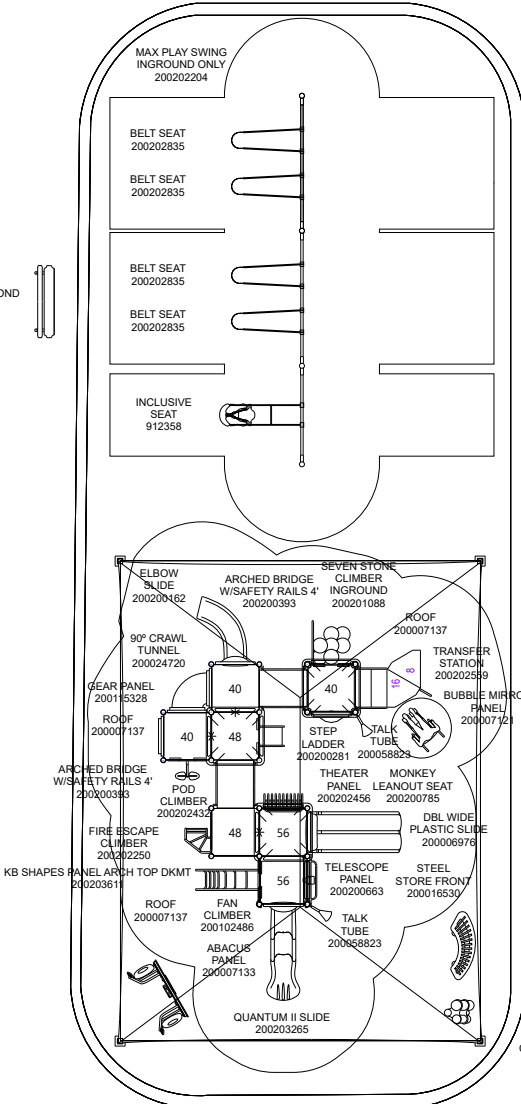 MAX PLAY SWING
INGROUND ONLY
200202204
BELT SEAT
200202835
BELT SEAT
200202835
BELT SEAT
200202835
OND
BELT SEAT
200202835
INCLUSIVE
SEAT
912358
ELBOW
SLIDE
200200162
ARCHED BRIDGE
W/SAFETY RAILS 4'
200200393
SEVEN STONE
CLIMBER
INGROUND
200201088
ROOF
200007137
90º CRAWL
TUNNEL
200024720
TRANSFER
STATION
200202559
GEAR PANEL
200115328
40
40
16
8
BUBBLE MIRRO
PANEL
200007121
ROOF
200007137
40
48
STEP
LADDER
200200281
TALK
TUBE
200058823
ARCHED BRIDGE
W/SAFETY RAILS 4'
200200393
POD
CLIMBER
200202432
THEATER
PANEL
200202456
MONKEY
LEANOUT SEAT
200200785
FIRE ESCAPE
CLIMBER
200202250
48
56
DBL WIDE
PLASTIC SLIDE
200006976
KB SHAPES PANEL ARCH TOP DKMT
200203611
56
TELESCOPE
PANEL
200200663
STEEL
STORE FRONT
200016530
ROOF
200007137
FAN
CLIMBER
200102486
TALK
TUBE
200058823
ABACUS
PANEL
200007133
QUANTUM II SLIDE
200203265